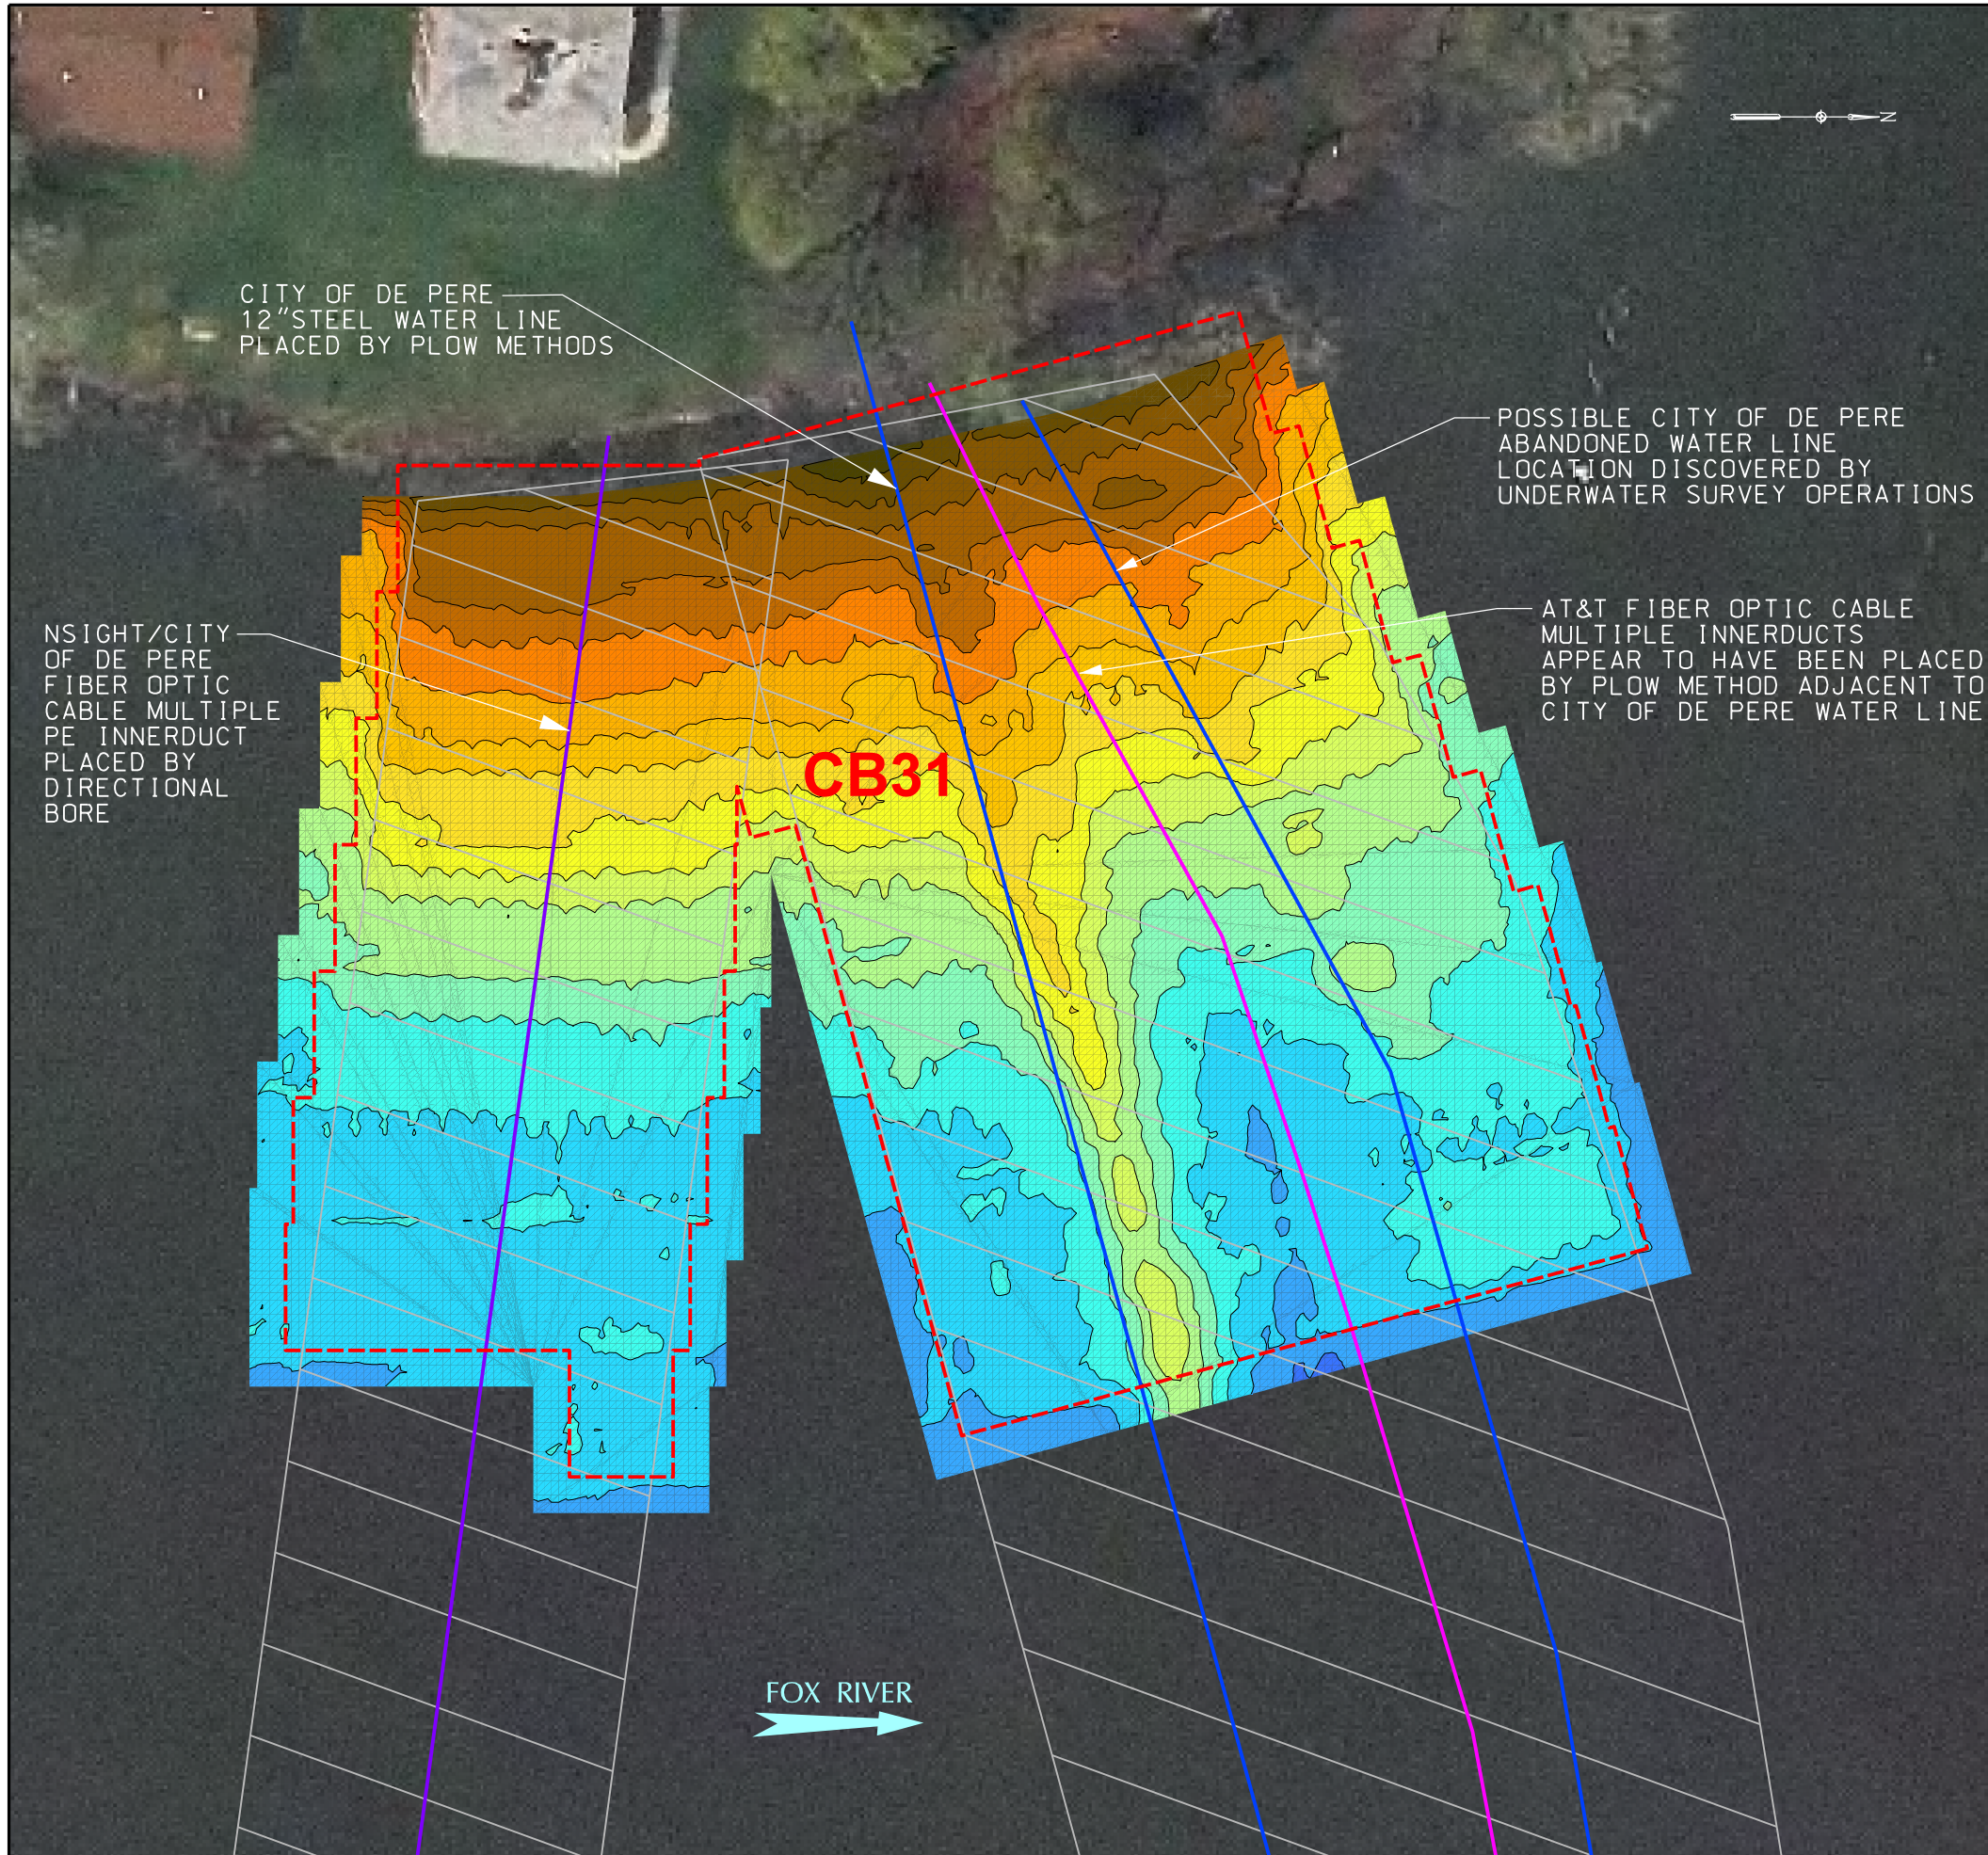 N
CITY OF DE PERE
12"STEEL WATER LINE
PLACED BY PLOW METHODS
POSSIBLE CITY OF DE PERE
ABANDONED WATER LINE
LOCATION DISCOVERED BY
UNDERWATER SURVEY OPERATIONS
NSIGHT/CITY
OF DE PERE
FIBER OPTIC
CABLE MULTIPLE
PE INNERDUCT
PLACED BY
DIRECTIONAL
BORE
AT&T FIBER OPTIC CABLE
MULTIPLE INNERDUCTS
APPEAR TO HAVE BEEN PLACED
BY PLOW METHOD ADJACENT TO
CITY OF DE PERE WATER LINE
CB31
FOX RIVER